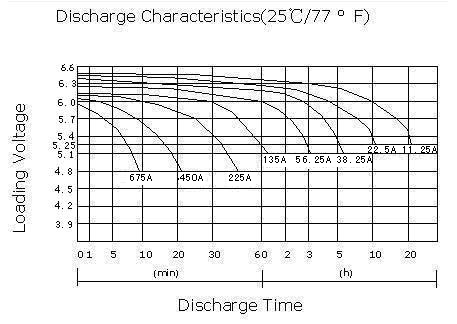 Discharge Characteristics(25℃/77 º F)
Loading Voltage
6.6
6.3
6.0
5.7
5.4
5.25
5.1
4.8
4.5
4.2
3.9
675A 450A 225A 135A 56.25A 38.25A 22.5A 11.25A
0 1 5 10 20 30 60 2 3 5 10 20
(min) (h)
Discharge Time